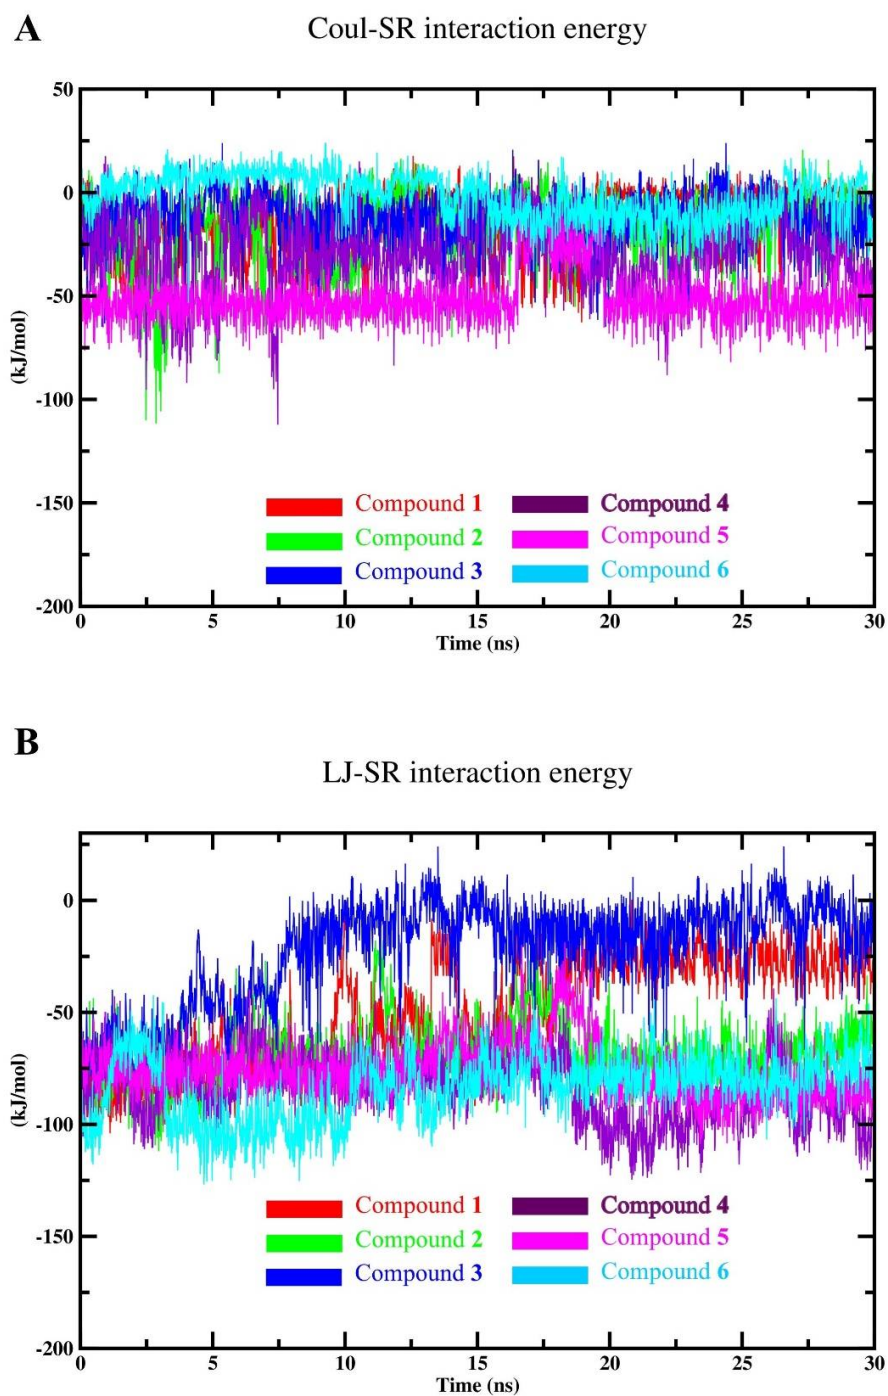 A
Coul-SR interaction energy
50
0
-50
-100
-150
-200
(kJ/mol)
Compound 1
Compound 4
Compound 2
Compound 5
Compound 3
Compound 6
0 5 10 15 20 25 30
Time (ns)
B
LJ-SR interaction energy
0
-50
-100
-150
-200
(kJ/mol)
Compound 1
Compound 4
Compound 2
Compound 5
Compound 3
Compound 6
0 5 10 15 20 25 30
Time (ns)